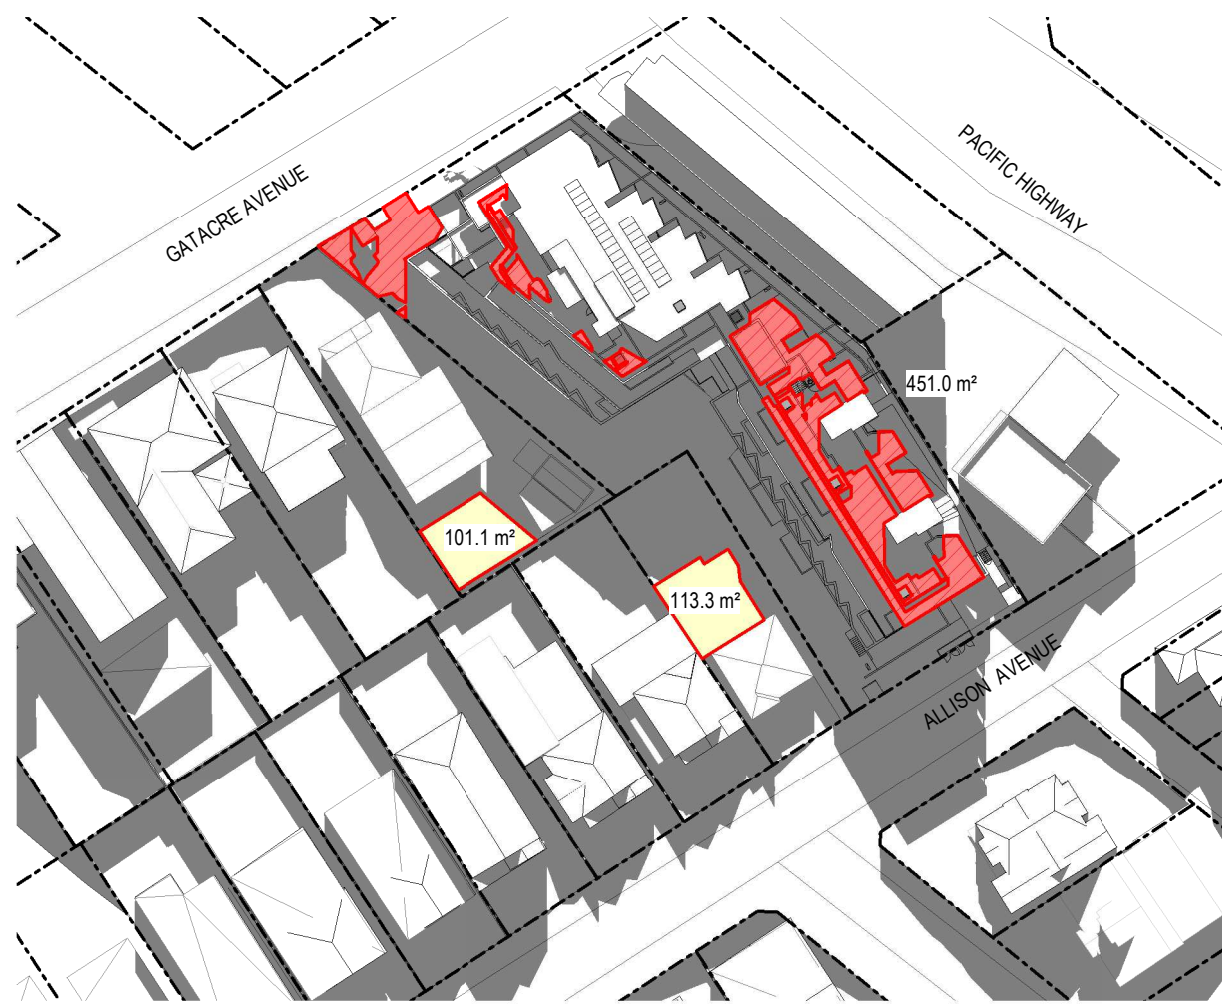 PACIFIC HIGHWAY
GATACRE AVENUE
451.0 m²
101.1 m²
113.3 m²
ALLISON AVENUE